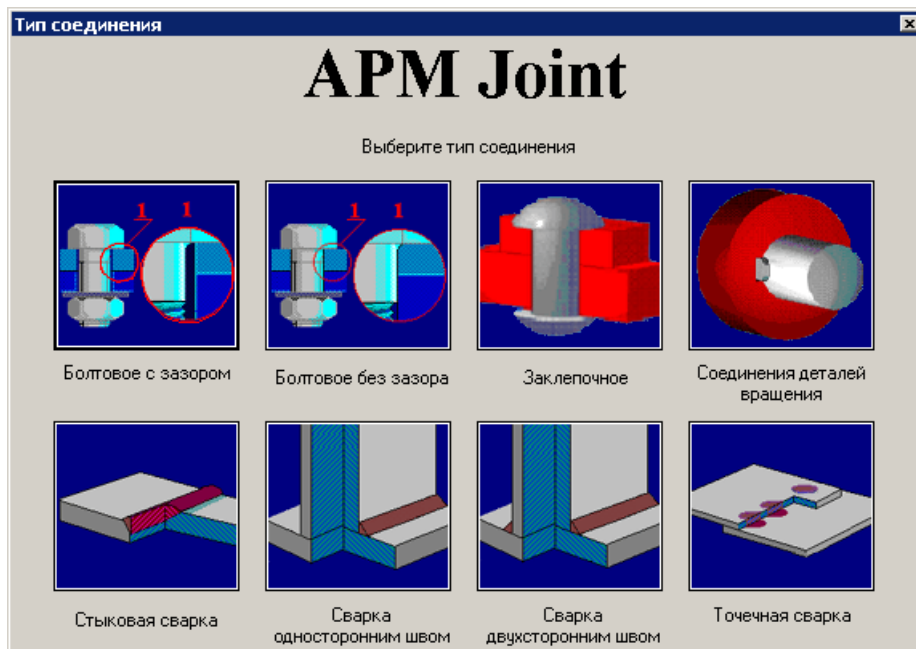 Тип соединения
APM Joint
Выберите тип соединения
1 1
1 1
Болтовое с зазором
Болтовое без зазора
Заклепочное
Соединения деталей
вращения
Стыковая сварка
Сварка
односторонним швом
Сварка
двухсторонним швом
Точечная сварка